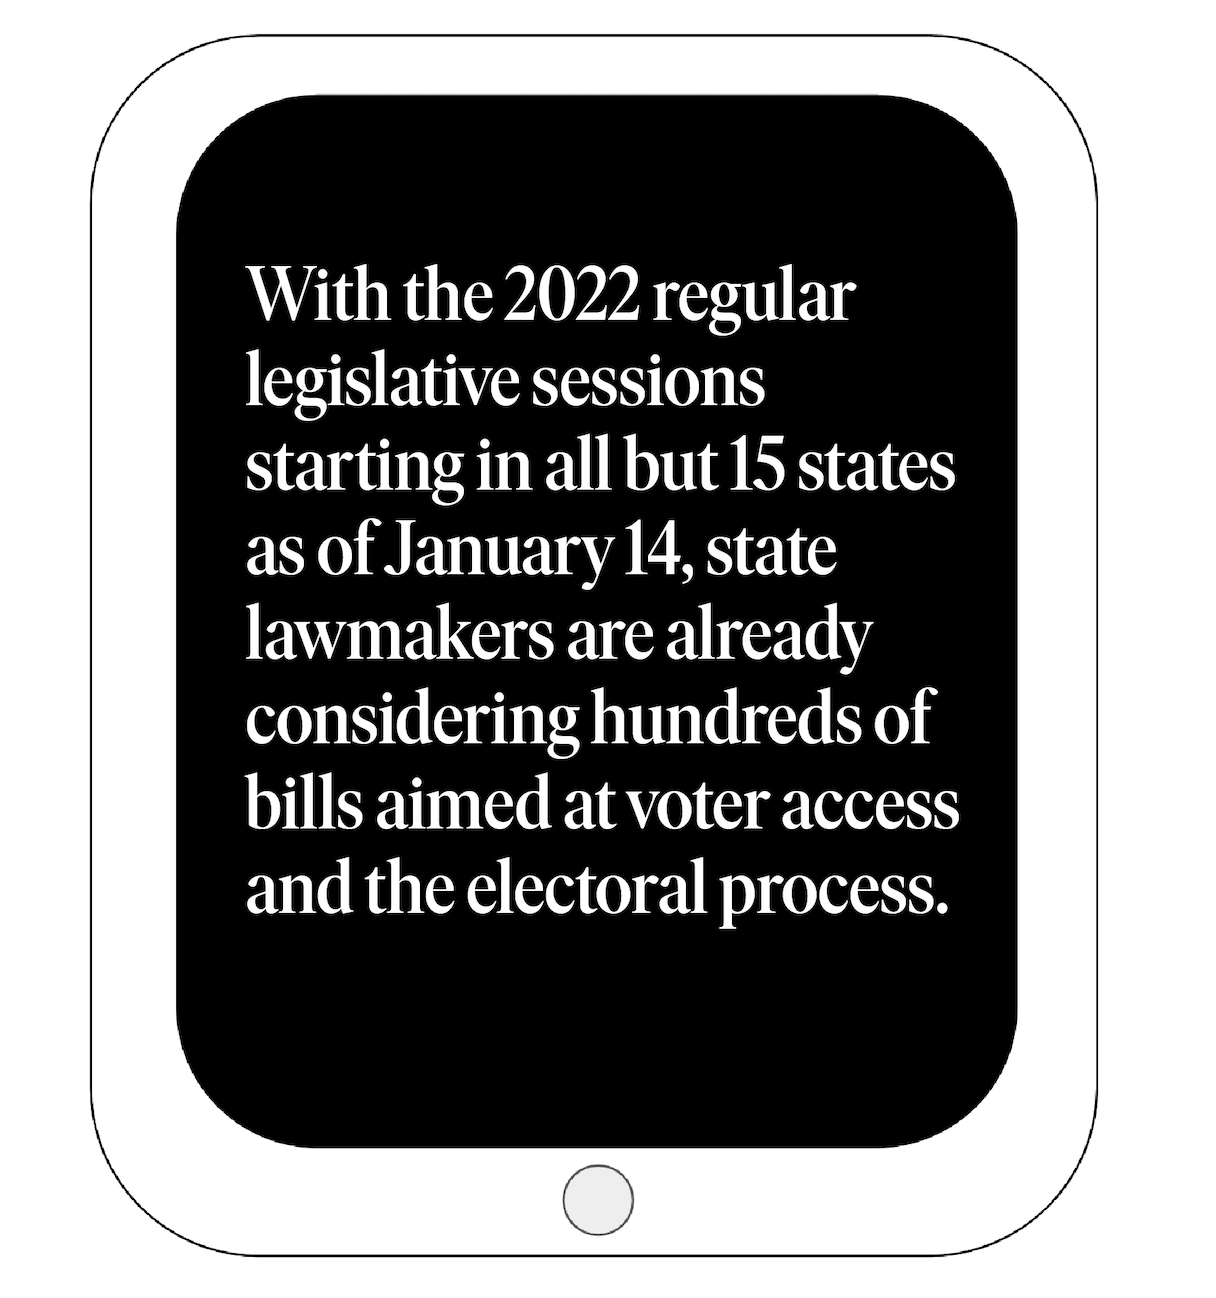 With the 2022 regular
legislative sessions
starting in all but 15 states
as of January 14, state
lawmakers are already
considering hundreds of
bills aimed at voter access
and the electoral process.